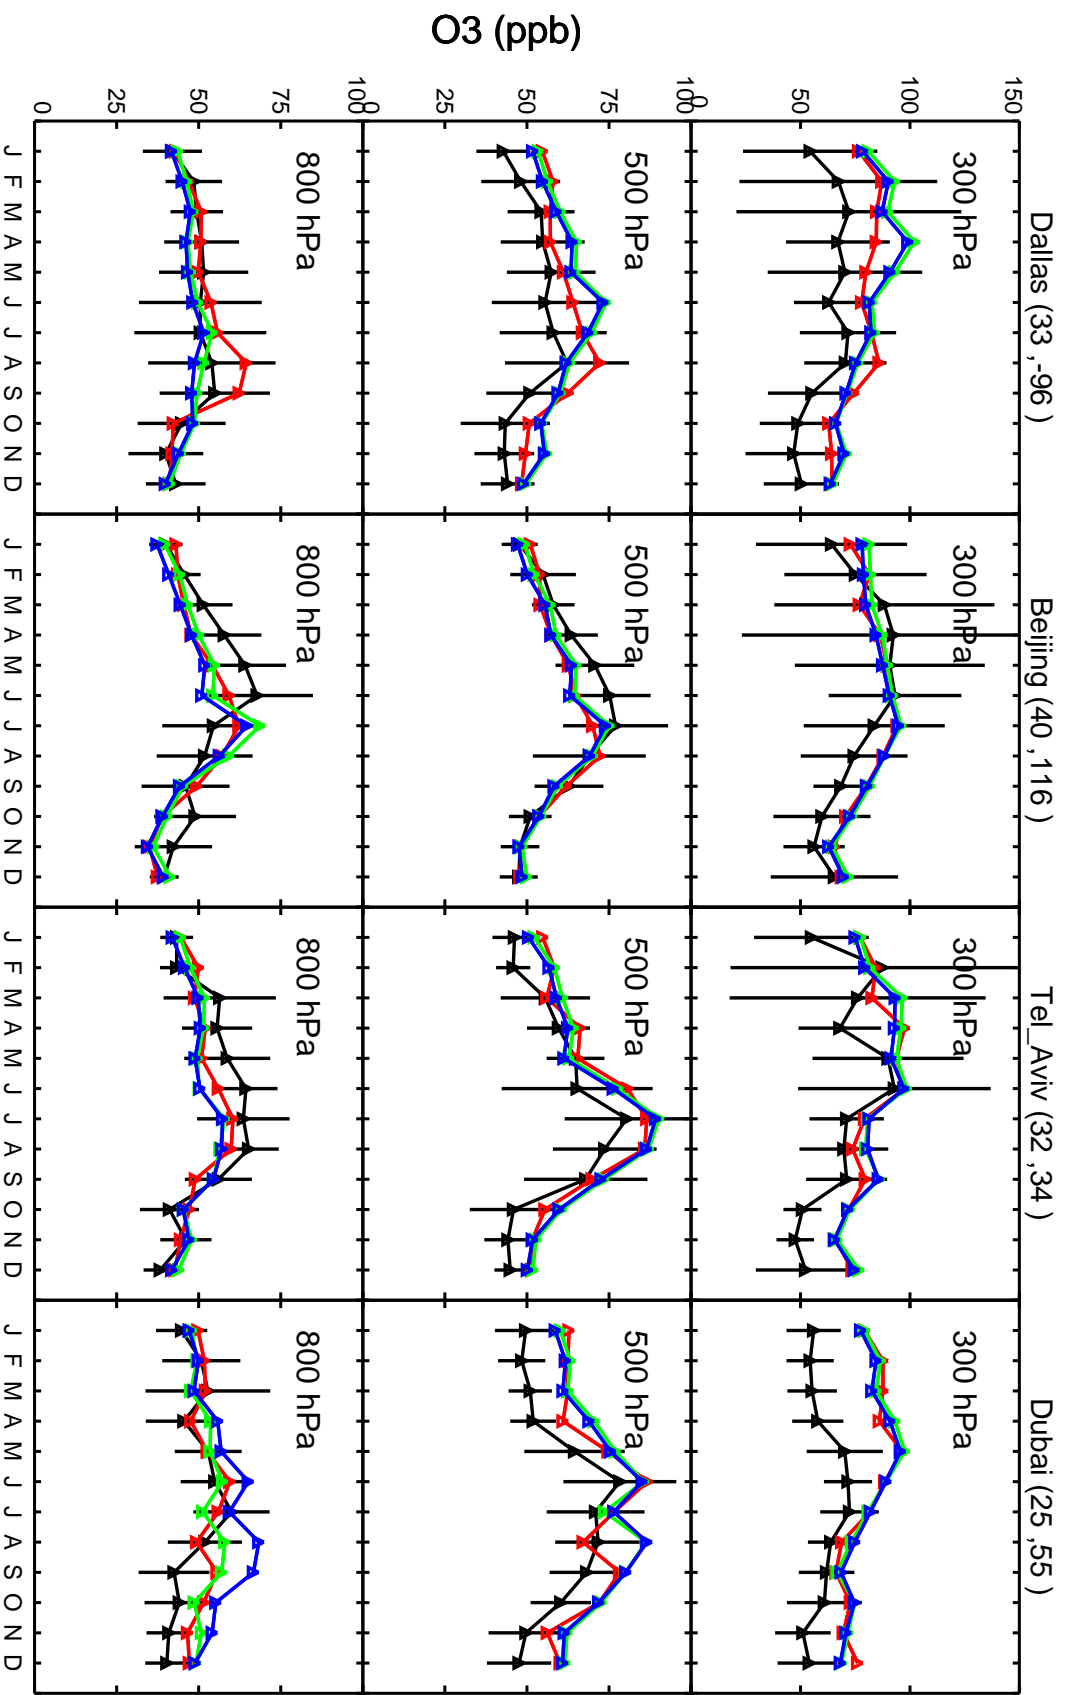 O3 (ppb)
Dallas (33 ,-96 )
Beijing (40 ,116 )
Tel_Aviv (32 ,34 )
Dubai (25 ,55 )
150
100
50
0
300 hPa
300 hPa
300 hPa
300 hPa
100
75
50
25
0
500 hPa
500 hPa
500 hPa
500 hPa
100
75
50
25
0
800 hPa
800 hPa
800 hPa
800 hPa
J F M A M J J A S O N D
J F M A M J J A S O N D
J F M A M J J A S O N D
J F M A M J J A S O N D